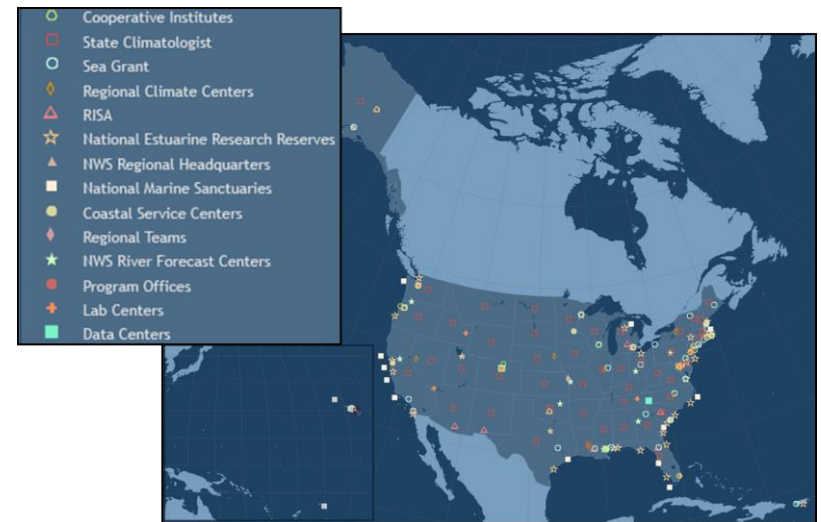 Cooperative Institutes
State Climatologist
Sea Grant
Regional Climate Centers
RISA
National Estuarine Research Reserves
NWS Regional Headquarters
National Marine Sanctuaries
Coastal Service Centers
Regional Teams
NWS River Forecast Centers
Program Offices
Lab Centers
Data Centers